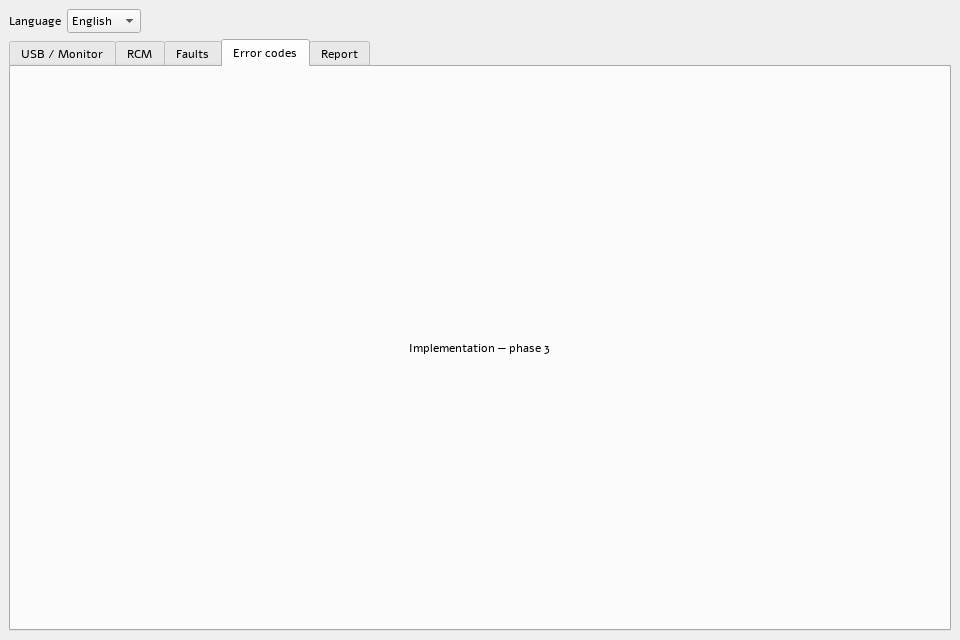 Language English
USB / Monitor RCM Faults Error codes Report
Implementation — phase 3